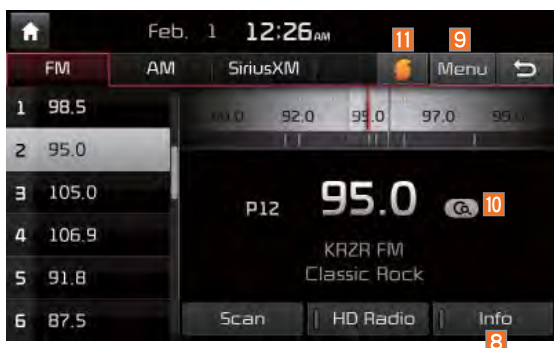 Feb. 1 12:26 AM
11 9
FM AM SiriusXM Menu
1 98.5
92.0 95.0 97.0
2 95.0
3 105.0
P12 95.0 10
4 106.9
KRZR FM
5 91.8
Classic Rock
6 87.5
Scan HD Radio Info
8